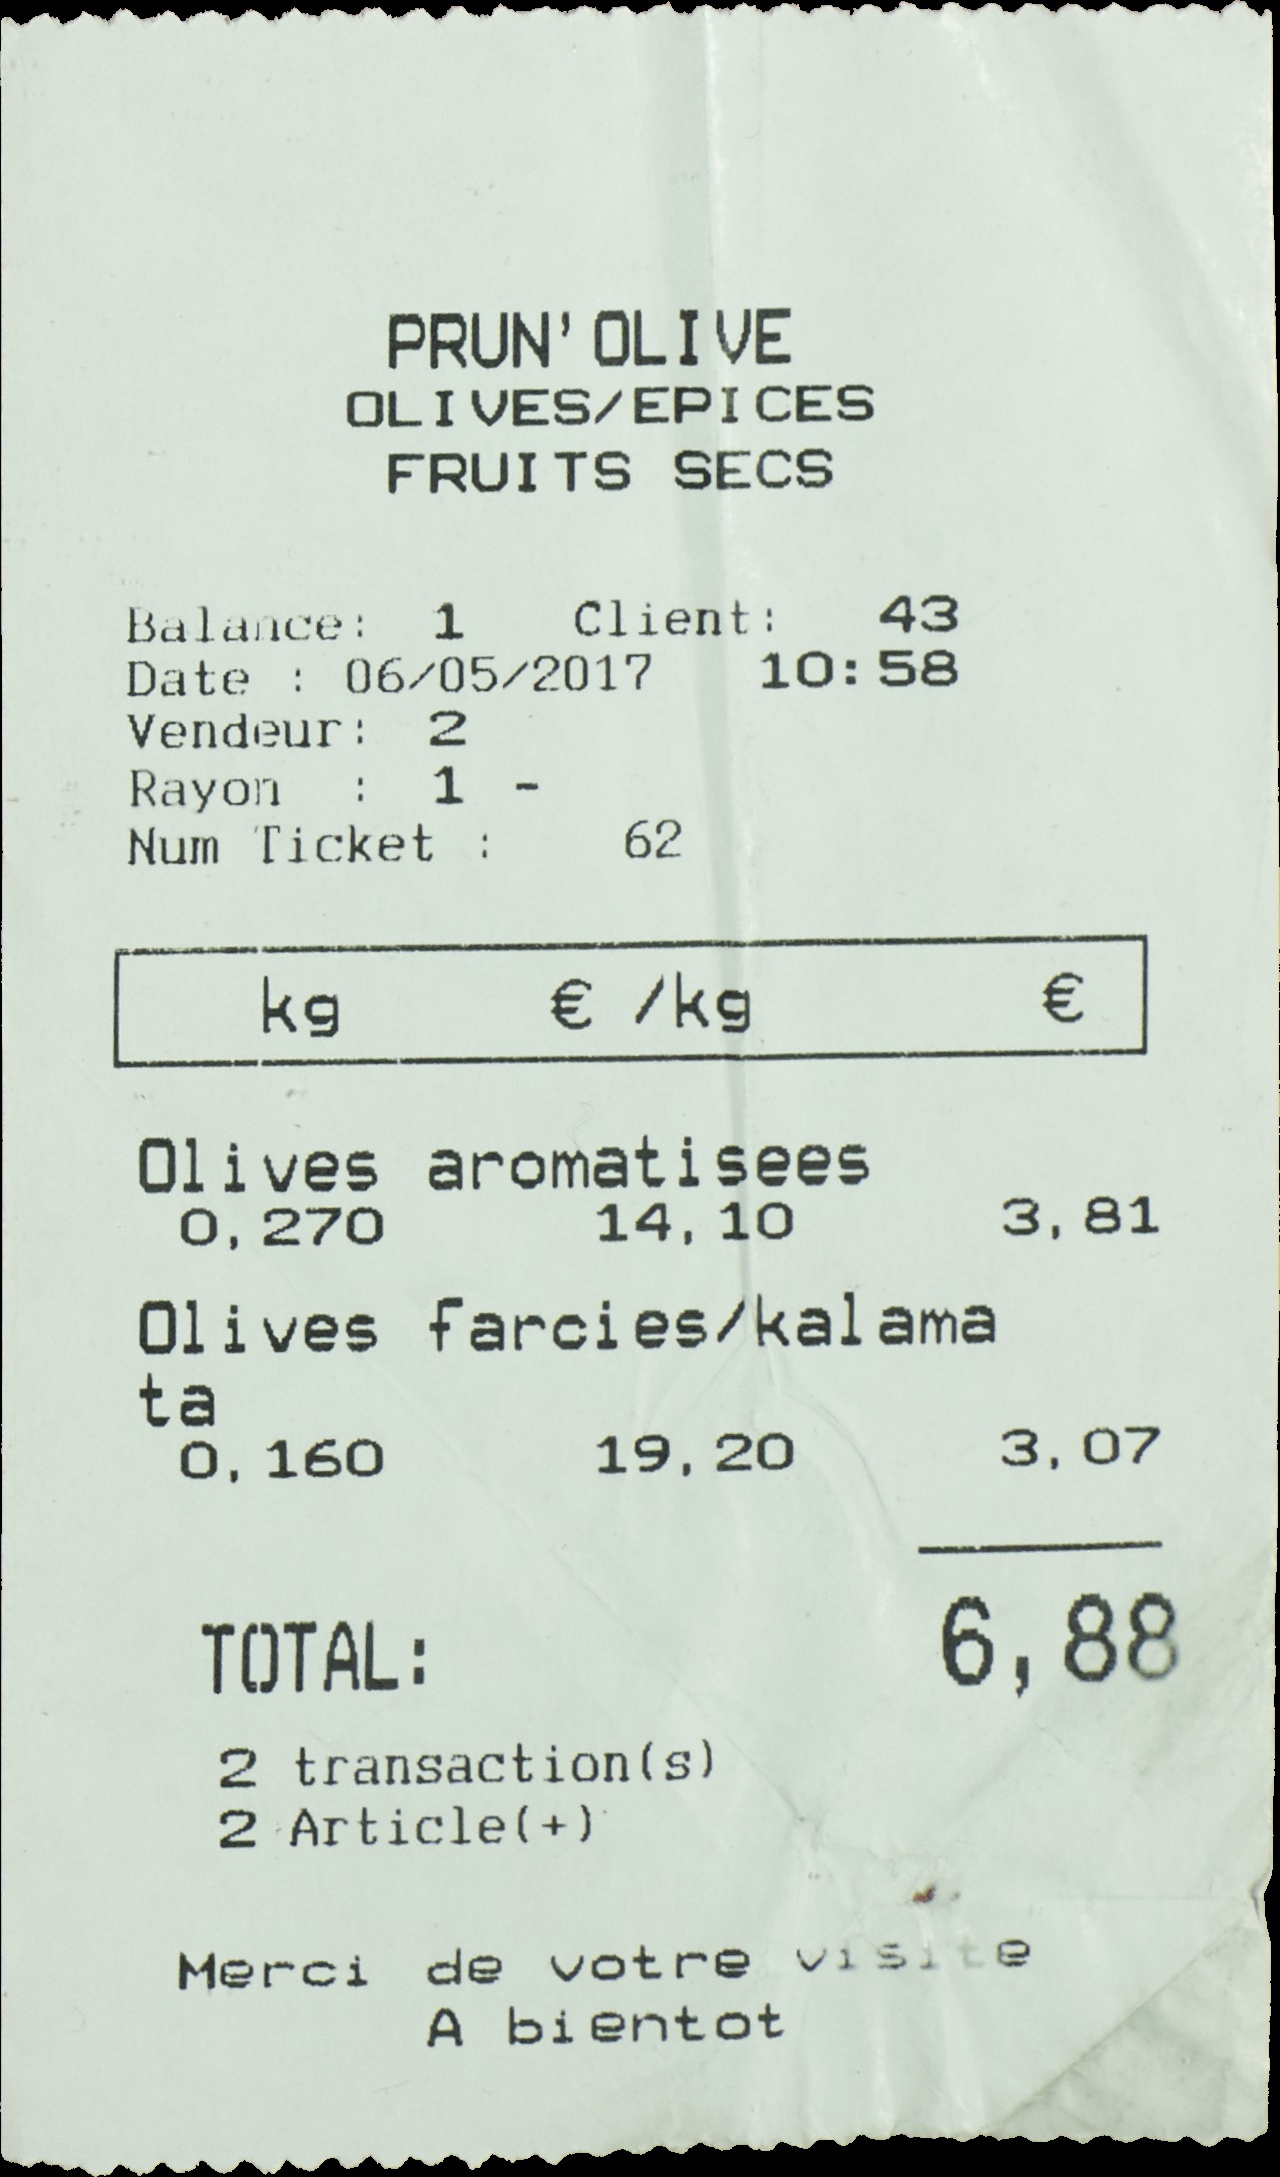 PRUN'OLIVE
OLIVES/EPICES
FRUITS SECS
Balance: 1 Client: 43
Date : 06/05/2017 10:58
Vendeur: 2
Rayon : 1 -
Num Ticket : 62
kg € /kg €
Olives aromatisees
0,270 14,10 3,81
Olives farcies/kalama
ta
0,160 19,20 3,07
TOTAL: 6,88
2 transaction(s)
2 Article(+)
Merci de votre visite
A bientot